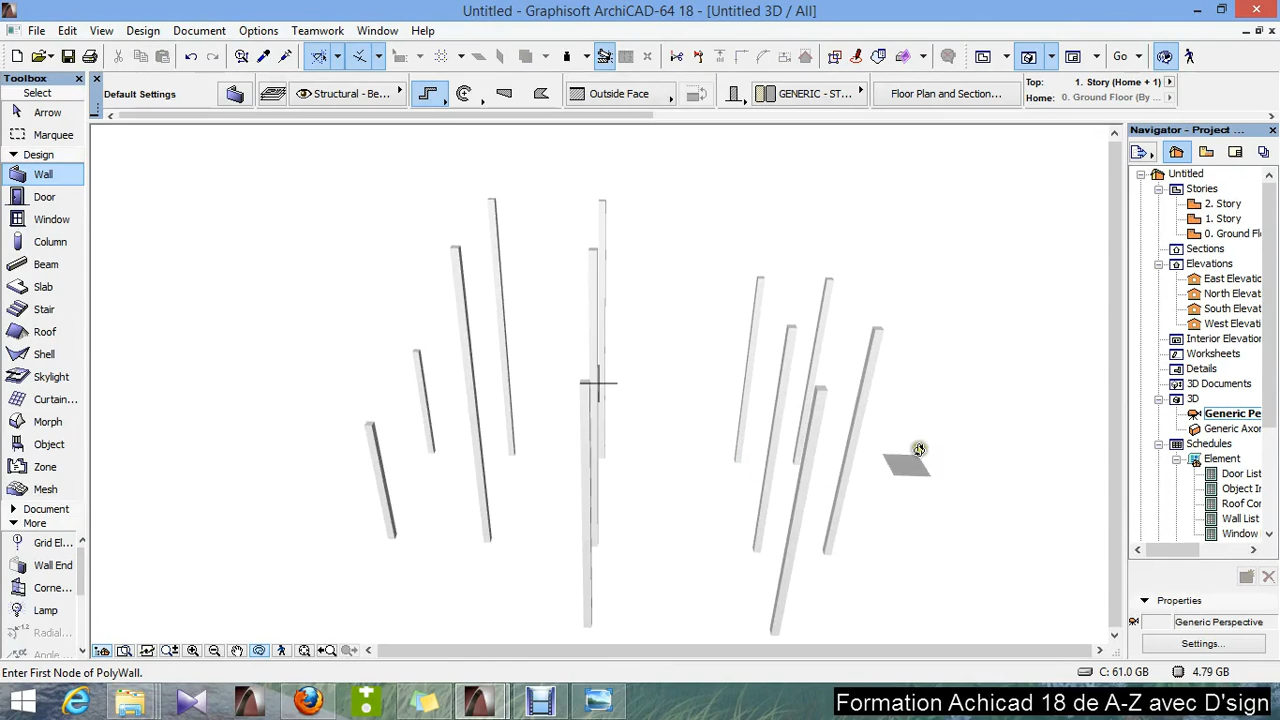 Untitled - Graphisoft ArchiCAD-64 18 - [Untitled 3D / All]
File Edit View Design Document Options Teamwork Window Help
Toolbox
Select
Arrow
Marquee
Design
Wall
Door
Window
Column
Beam
Slab
Stair
Roof
Shell
Skylight
Curtain...
Morph
Object
Zone
Mesh
Document
More
Grid El...
Wall End
Corne...
Lamp
Radial...
Go
Default Settings
Structural - Be...
Outside Face
GENERIC - ST...
Floor Plan and Section...
Top: 1. Story (Home + 1)
Home: 0. Ground Floor (By ...
Navigator - Project ...
Untitled
Stories
2. Story
1. Story
0. Ground Fl
Sections
Elevations
East Elevat
North Elevat
South Elevat
West Elevat
Interior Elevation
Worksheets
Details
3D Documents
3D
Generic Pe
Generic Axor
Schedules
Element
Door List
Object In
Roof Cor
Wall List
Window
Properties
Generic Perspective
Settings...
Enter First Node of PolyWall.
C: 61.0 GB
4.79 GB
Formation Achicad 18 de A-Z avec D'sign